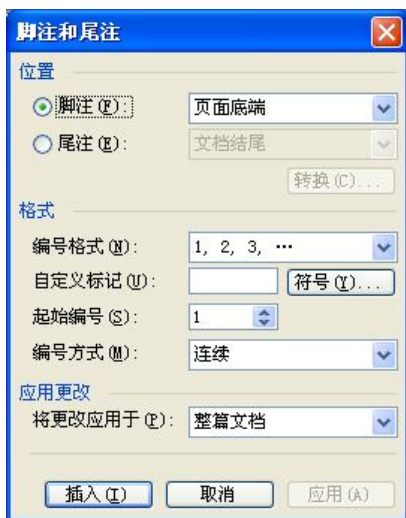 脚注和尾注
位置
脚注(F): 页面底端
尾注(E): 文档结尾
转换(C)...
格式
编号格式(N): 1, 2, 3, …
自定义标记(U): 符号(Y)...
起始编号(S): 1
编号方式(M): 连续
应用更改
将更改应用于(P): 整篇文档
插入(I) 取消 应用(A)